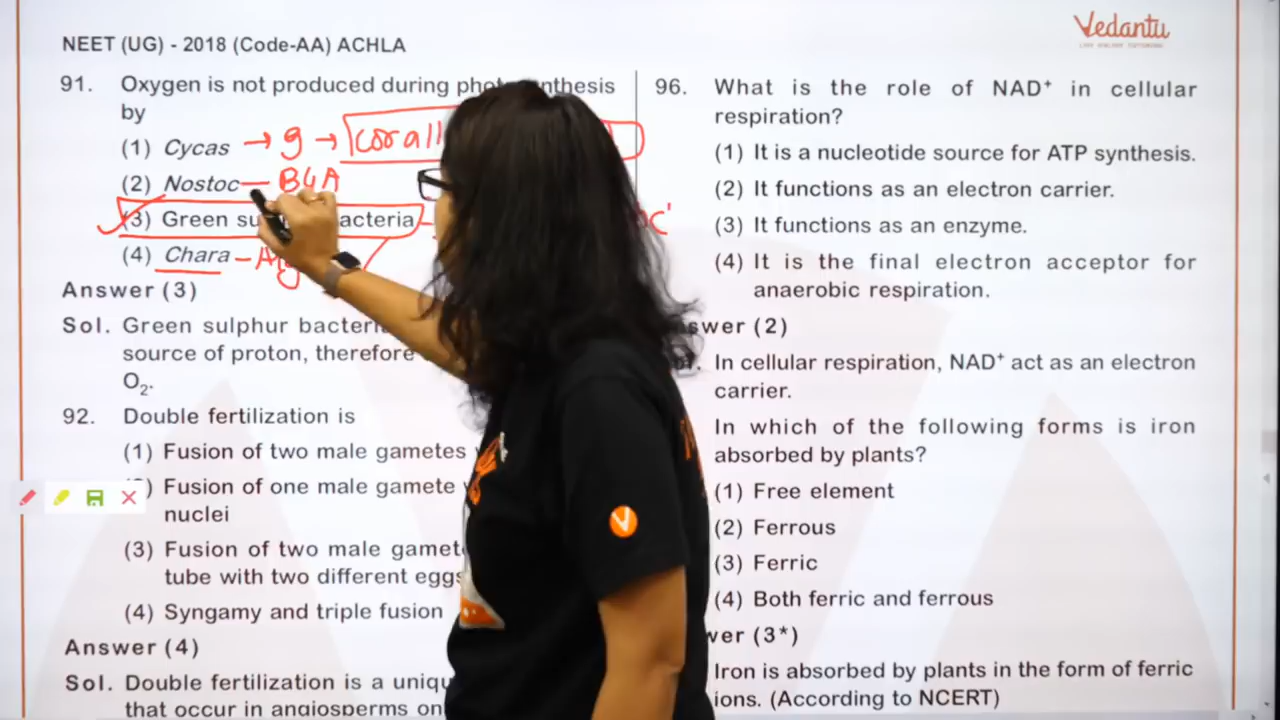 Vedantu
NEET (UG) - 2018 (Code-AA) ACHLA
91. Oxygen is not produced during photosynthesis
by
(1) Cycas → g → corall
(2) Nostoc — BGA
(3) Green su bacteria
(4) Chara –
Answer (3)
Sol. Green sulphur bacteri
source of proton, therefore
O₂.
92. Double fertilization is
(1) Fusion of two male gametes
) Fusion of one male gamete
nuclei
(3) Fusion of two male gamet
tube with two different eggs
(4) Syngamy and triple fusion
Answer (4)
Sol. Double fertilization is a uniqu
that occur in angiosperms on
96. What is the role of NAD⁺ in cellular
respiration?
(1) It is a nucleotide source for ATP synthesis.
(2) It functions as an electron carrier.
(3) It functions as an enzyme.
(4) It is the final electron acceptor for
anaerobic respiration.
swer (2)
In cellular respiration, NAD⁺ act as an electron
carrier.
In which of the following forms is iron
absorbed by plants?
(1) Free element
(2) Ferrous
(3) Ferric
(4) Both ferric and ferrous
wer (3*)
Iron is absorbed by plants in the form of ferric
ions. (According to NCERT)